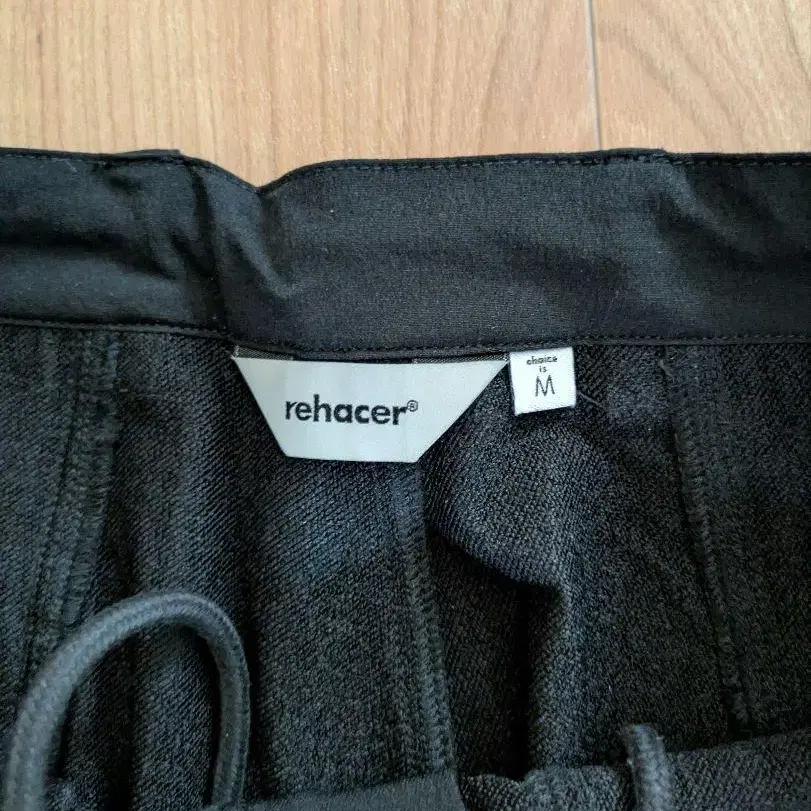 rehacer®
choice
is
M